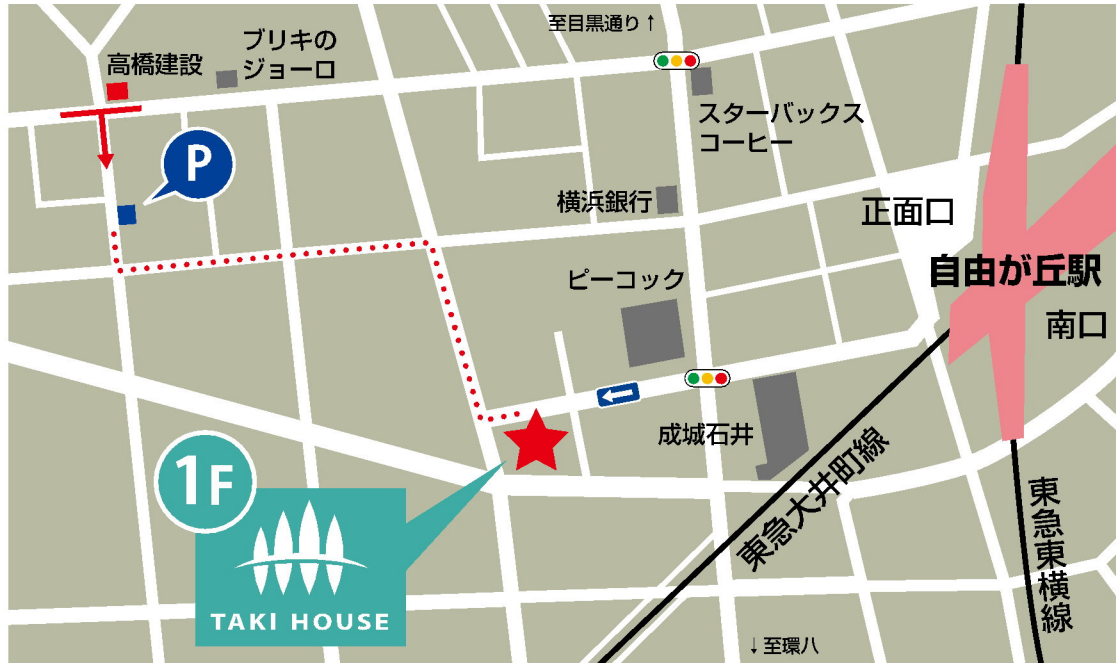 至目黒通り↑
ブリキの
ジョーロ
高橋建設
スターバックス
コーヒー
P
横浜銀行
正面口
ピーコック
自由が丘駅
南口
成城石井
1F
TAKI HOUSE
東急大井町線
東急東横線
↓至環八